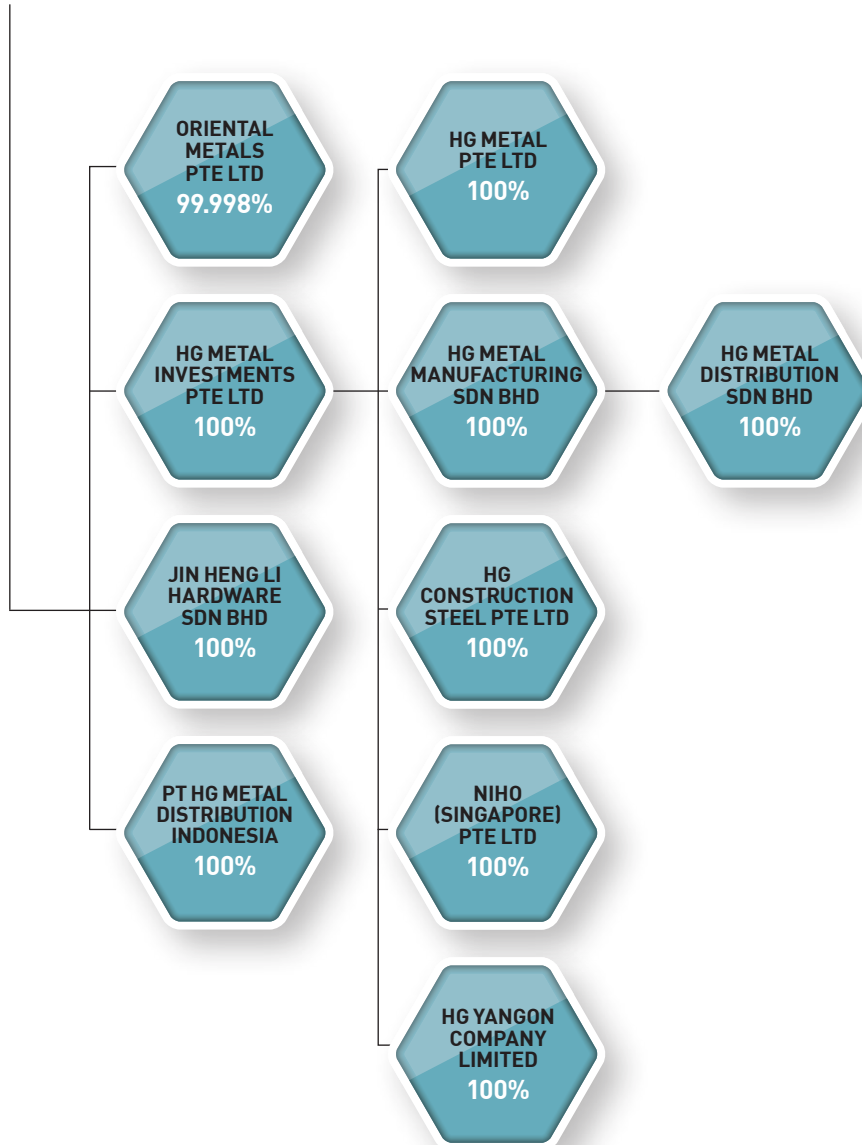 ORIENTAL
METALS
PTE LTD
99.998%
HG METAL
PTE LTD
100%
HG METAL
INVESTMENTS
PTE LTD
100%
HG METAL
MANUFACTURING
SDN BHD
100%
HG METAL
DISTRIBUTION
SDN BHD
100%
JIN HENG LI
HARDWARE
SDN BHD
100%
HG
CONSTRUCTION
STEEL PTE LTD
100%
PT HG METAL
DISTRIBUTION
INDONESIA
100%
NIHO
(SINGAPORE)
PTE LTD
100%
HG YANGON
COMPANY
LIMITED
100%